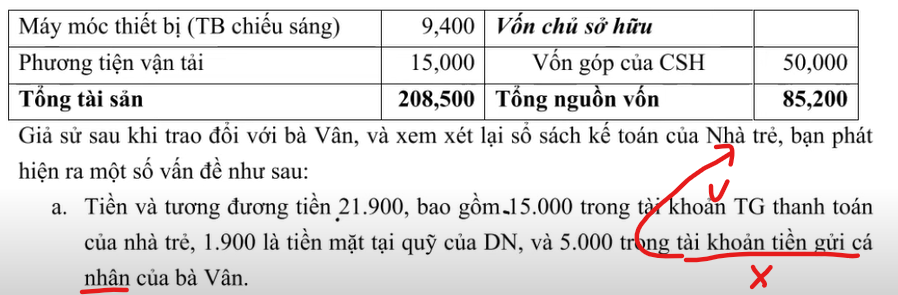 Máy móc thiết bị (TB chiếu sáng) 9,400 Vốn chủ sở hữu
Phương tiện vận tải 15,000 Vốn góp của CSH 50,000
Tổng tài sản 208,500 Tổng nguồn vốn 85,200
Giả sử sau khi trao đổi với bà Vân, và xem xét lại sổ sách kế toán của Nhà trẻ, bạn phát
hiện ra một số vấn đề như sau:
a. Tiền và tương đương tiền 21.900, bao gồm 15.000 trong tài khoản TG thanh toán
của nhà trẻ, 1.900 là tiền mặt tại quỹ của DN, và 5.000 trong tài khoản tiền gửi cá
nhân của bà Vân.